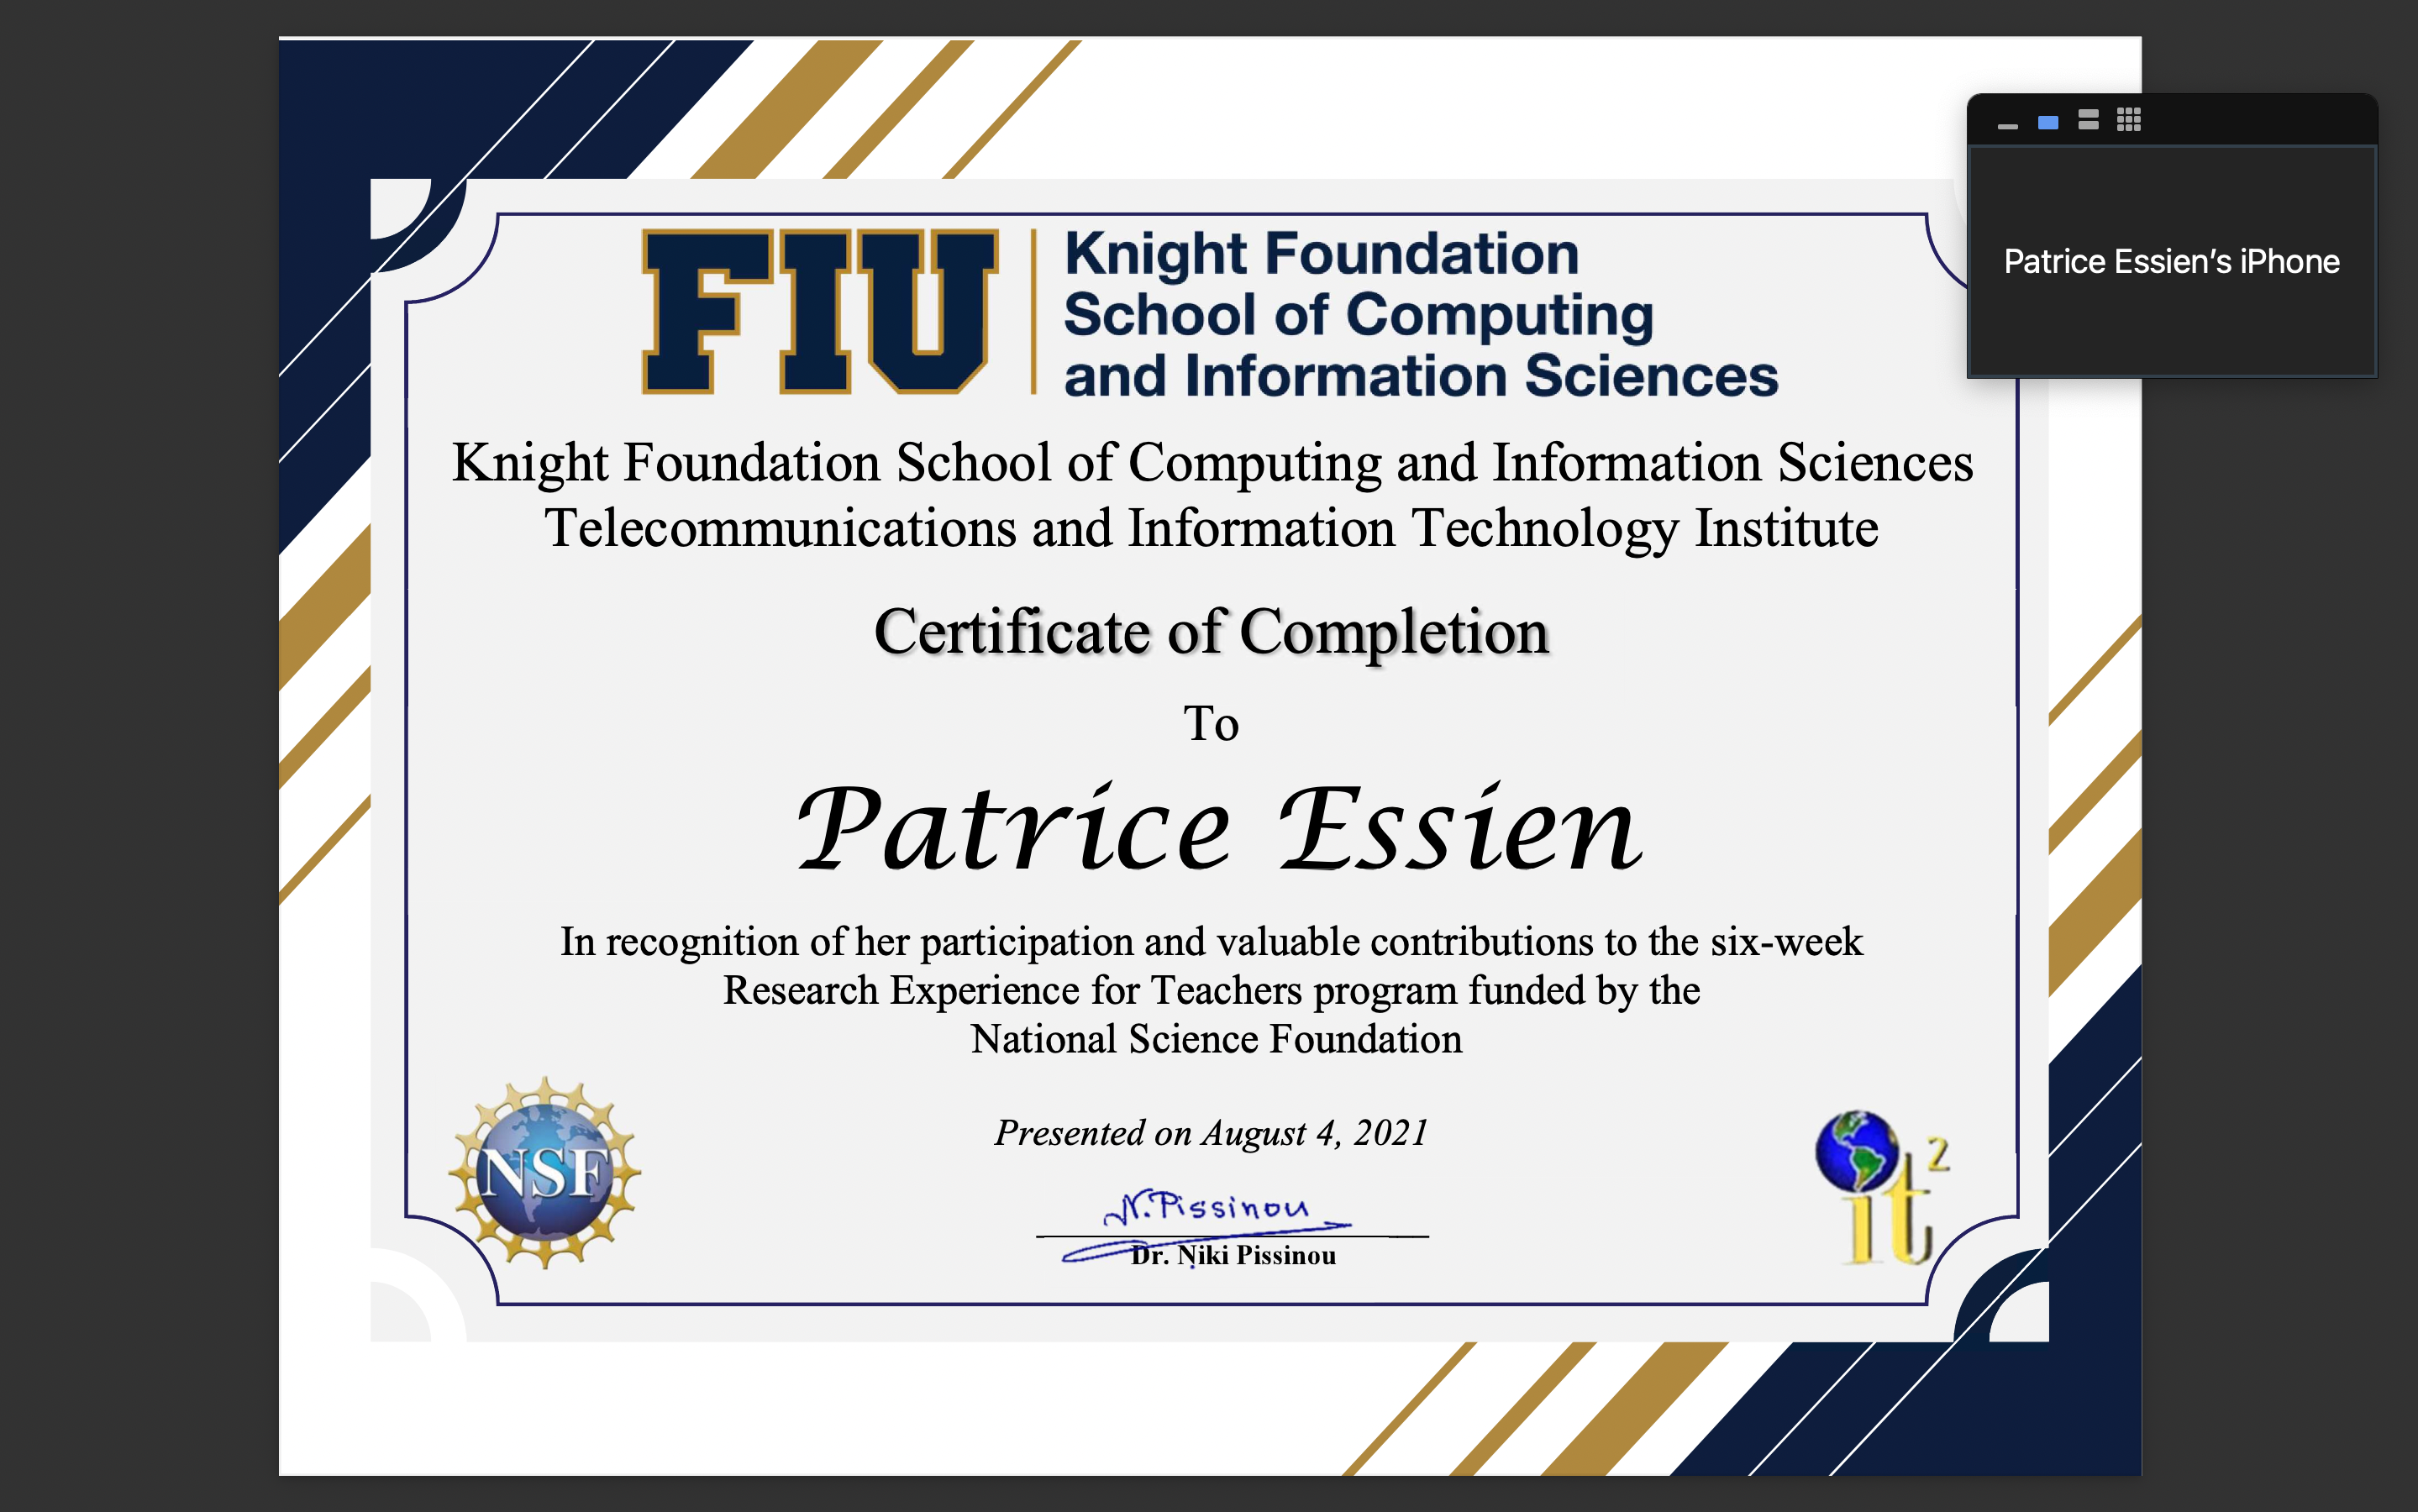 FIU
Knight Foundation
School of Computing
and Information Sciences
Patrice Essien’s iPhone
Knight Foundation School of Computing and Information Sciences
Telecommunications and Information Technology Institute
Certificate of Completion
To
Patrice Essien
In recognition of her participation and valuable contributions to the six-week
Research Experience for Teachers program funded by the
National Science Foundation
Presented on August 4, 2021
NSF
it2
N. Pissinou
Dr. Niki Pissinou